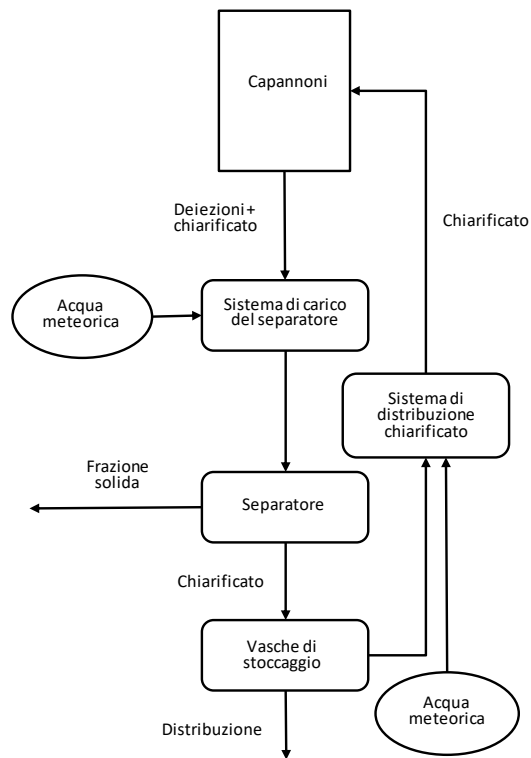 Capannoni
Deiezioni+
chiarificato
Chiarificato
Acqua
meteorica
Sistema di carico
del separatore
Sistema di
distribuzione
chiarificato
Frazione
solida
Separatore
Chiarificato
Vasche di
stoccaggio
Acqua
meteorica
Distribuzione